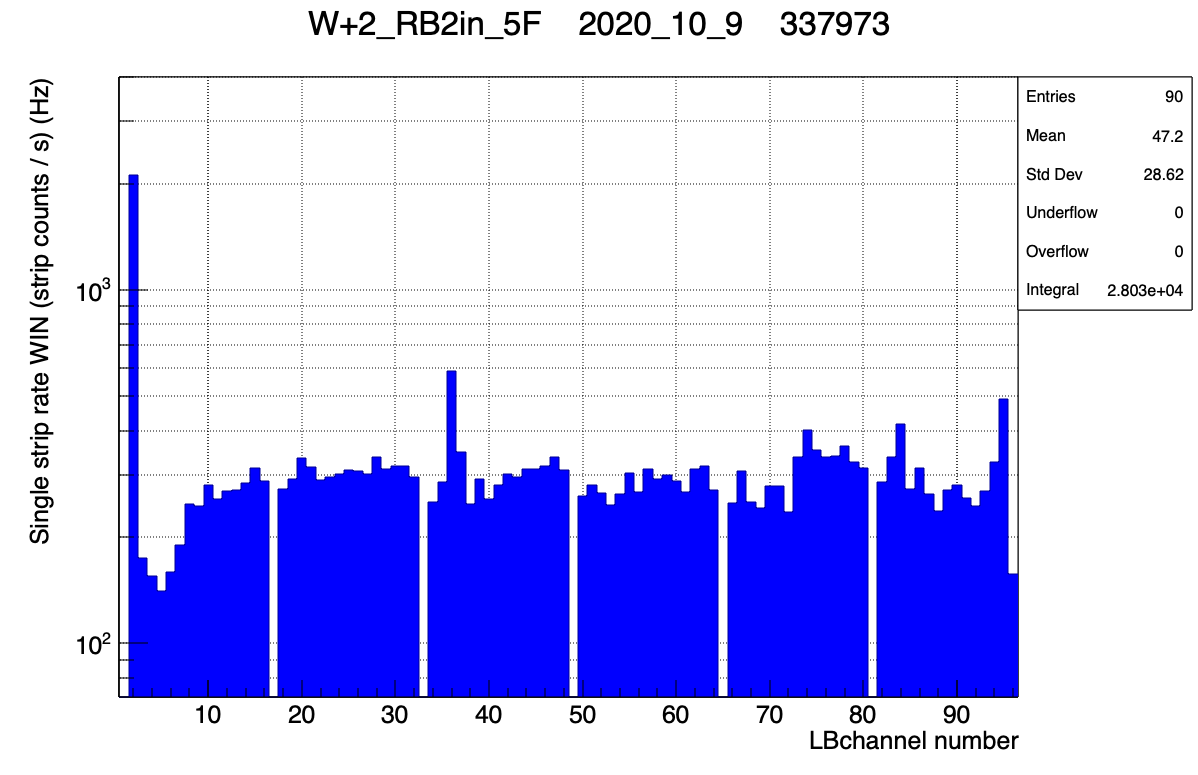 W+2_RB2in_5F 2020_10_9 337973
Single strip rate WIN (strip counts / s) (Hz)
Entries 90
Mean 47.2
Std Dev 28.62
Underflow 0
Overflow 0
Integral 2.803e+04
10³
10²
10 20 30 40 50 60 70 80 90
LBchannel number